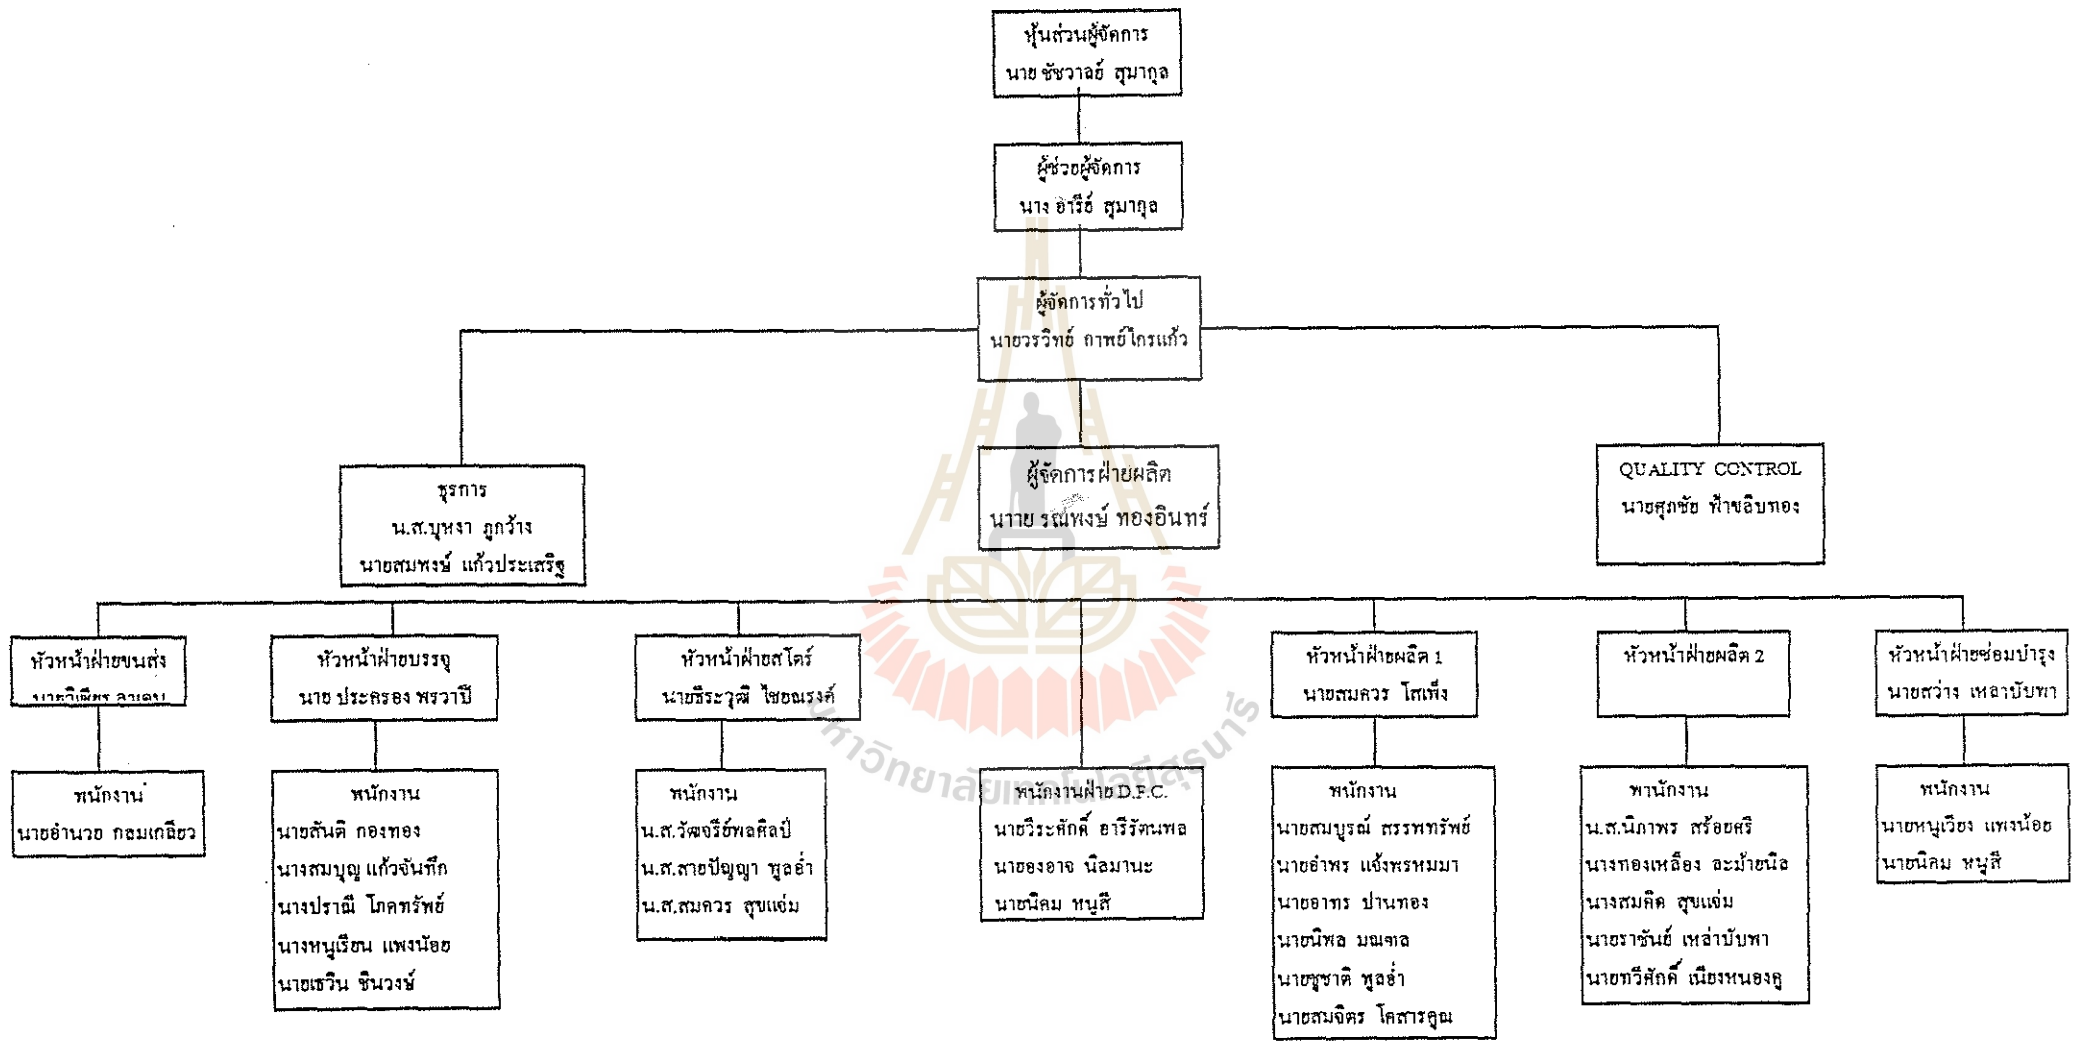 หุ้นส่วนผู้จัดการ
นาย ชัชวาลย์ สุมากุล
ผู้ช่วยผู้จัดการ
นาง อารีย์ สุมากุล
ผู้จัดการทั่วไป
นายวรวิทย์ กาพย์ไกรแก้ว
ธุรการ
น.ส.บุหงา ภูกว้าง
นายสมพงษ์ แก้วประเสริฐ
ผู้จัดการฝ่ายผลิต
นาาย รณพงษ์ ทองอินทร์
QUALITY CONTROL
นายศุภชัย ฟ้าขลิบทอง
หัวหน้าฝ่ายขนส่ง
หัวหน้าฝ่ายบรรจุ
นาย ประครอง พรวาปี
หัวหน้าฝ่ายสโตร์
นายธีระวุฒิ ไชยณรงค์
หัวหน้าฝ่ายผลิต 1
นายสมควร โสเพ็ง
หัวหน้าฝ่ายผลิต 2
หัวหน้าฝ่ายซ่อมบำรุง
นายสว่าง เหลาบับพา
พนักงาน
นายอำนวย กลมเกลียว
พนักงาน
นายสันติ กองทอง
นางสมบุญ แก้วจันทึก
นางปราณี โภคทรัพย์
นางหนูเรียน แพงน้อย
นายเธวิน ชินวงษ์
พนักงาน
น.ส.วัฒจรีย์พลศิลป์
น.ส.สายปัญญา พูลอ่ำ
น.ส.สมควร สุขแจ่ม
พนักงานฝ่าย D.F.C.
นายวีระศักดิ์ อารีรัตนพล
นายองอาจ นิลมานะ
นายนิคม หนูสี
พนักงาน
นายสมบูรณ์ สรรพทรัพย์
นายอำพร แจ้งพรหมมา
นายอาทร ปานทอง
นายนิพล มณฑล
นายชูชาติ พูลอ่ำ
นายสมจิตร โคสารคุณ
พานักงาน
น.ส.นิภาพร สร้อยศรี
นางทองเหลือง ละม้ายนิล
นางสมคิด สุขแจ่ม
นายราชันย์ เหล่าบับพา
นายทวีศักดิ์ เนียงหนองคู
พนักงาน
นายหนูเวียง แพงน้อย
นายนิคม หนูสี
มหาวิทยาลัยเทคโนโลยีสุรนารี